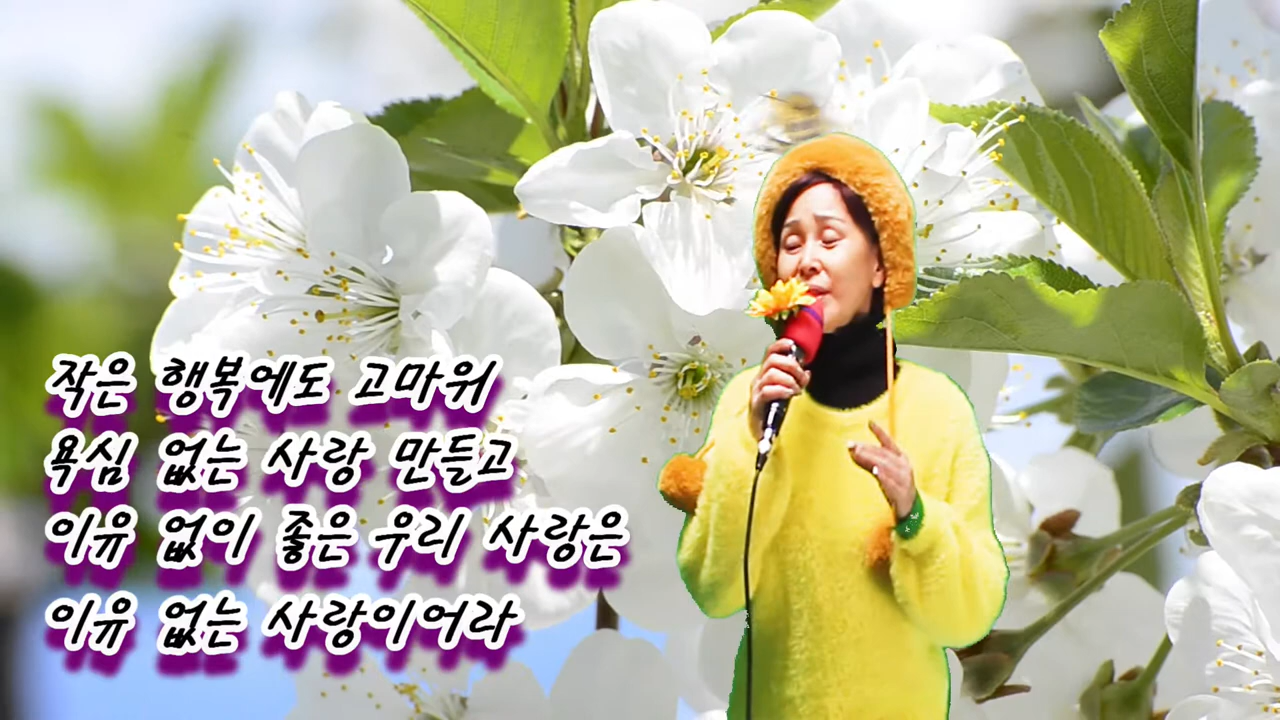 작은 행복에도 고마워
욕심 없는 사랑 만들고
이유 없이 좋은 우리 사랑은
이유 없는 사랑이어라